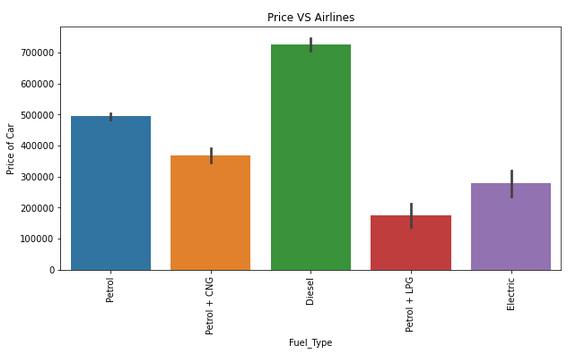 Price VS Airlines
Price of Car
700000
600000
500000
400000
300000
200000
100000
0
Petrol
Petrol + CNG
Diesel
Petrol + LPG
Electric
Fuel_Type